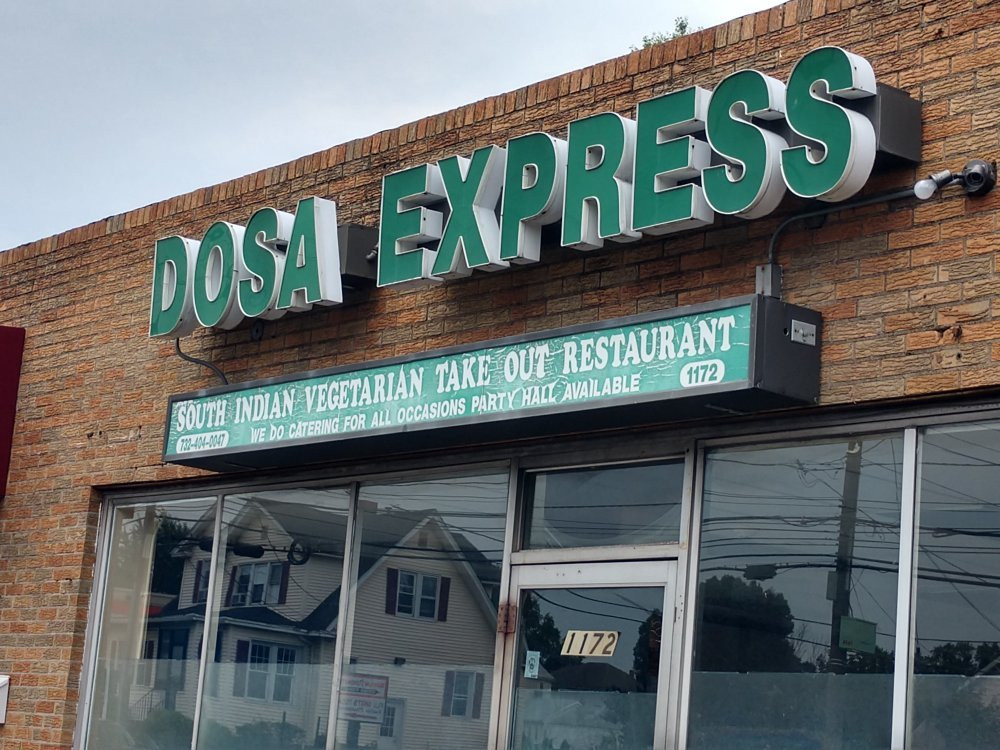 DOSA EXPRESS
SOUTH INDIAN VEGETARIAN TAKE OUT RESTAURANT
WE DO CATERING FOR ALL OCCASIONS PARTY HALL AVAILABLE
732-404-0047
1172
1172